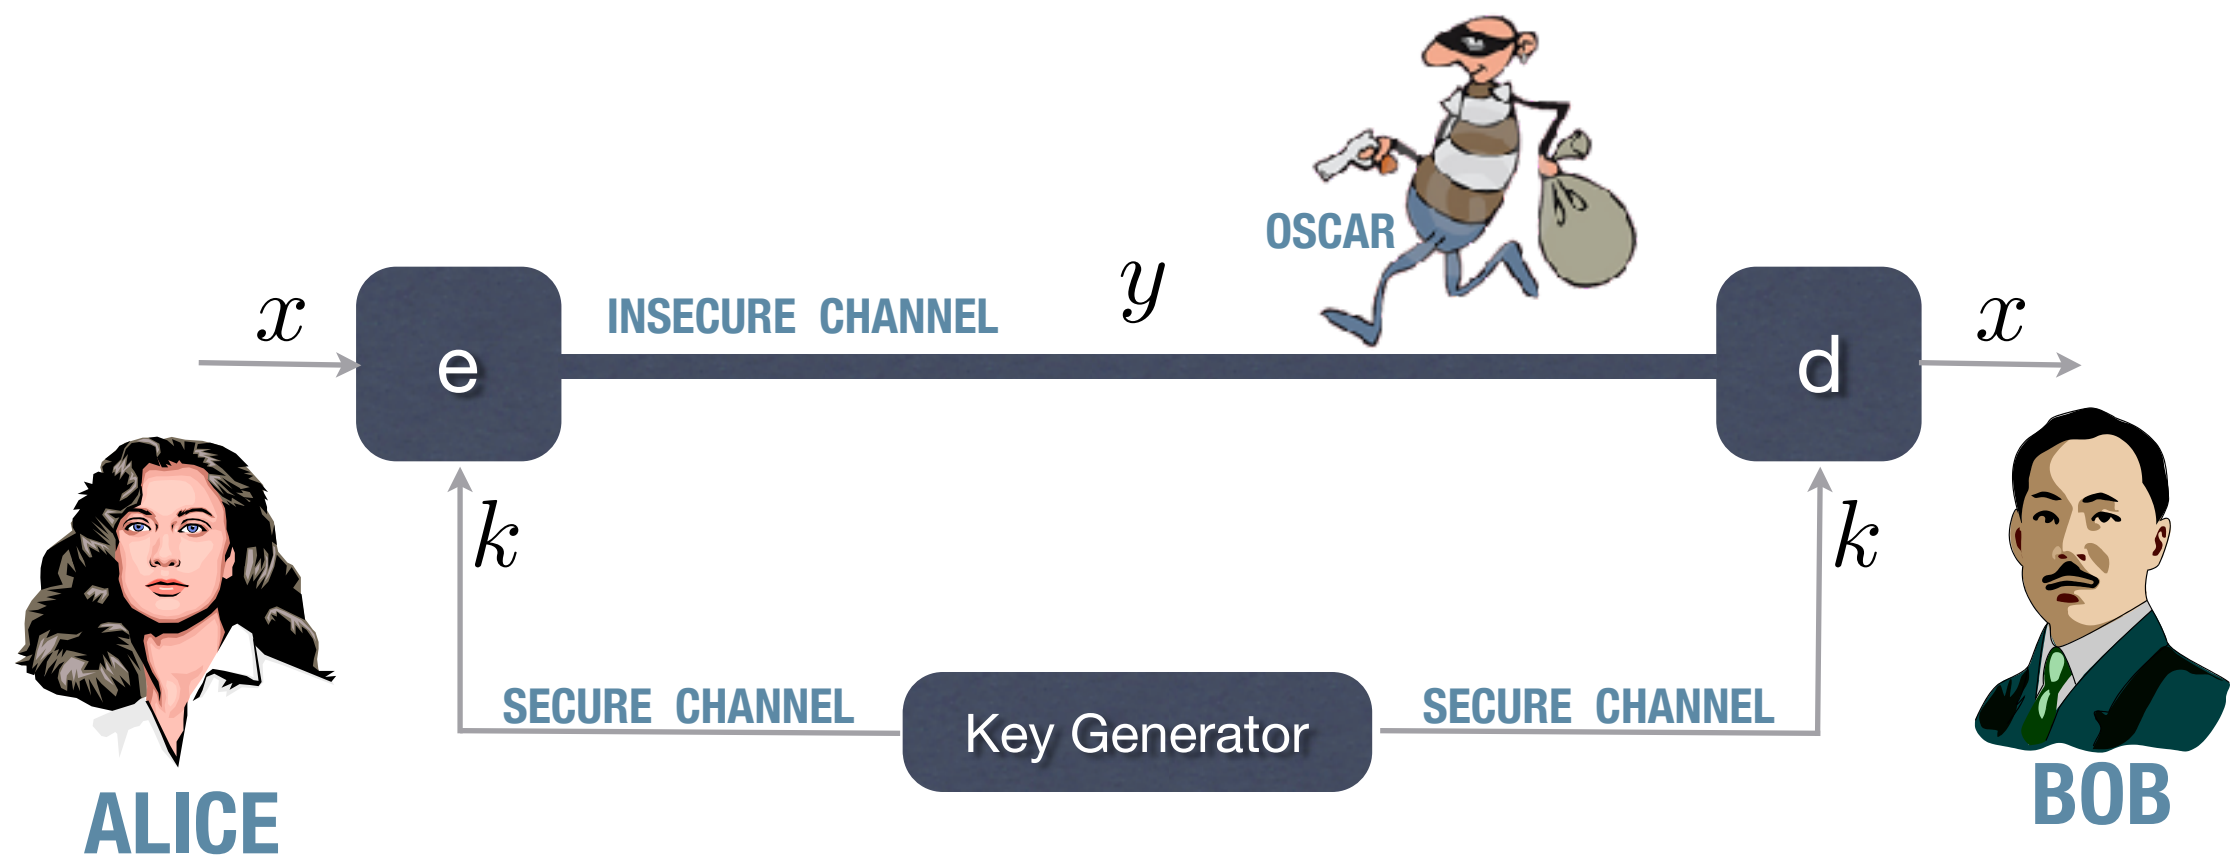 OSCAR
x
e
INSECURE CHANNEL
y
d
x
k
k
SECURE CHANNEL
Key Generator
SECURE CHANNEL
ALICE
BOB